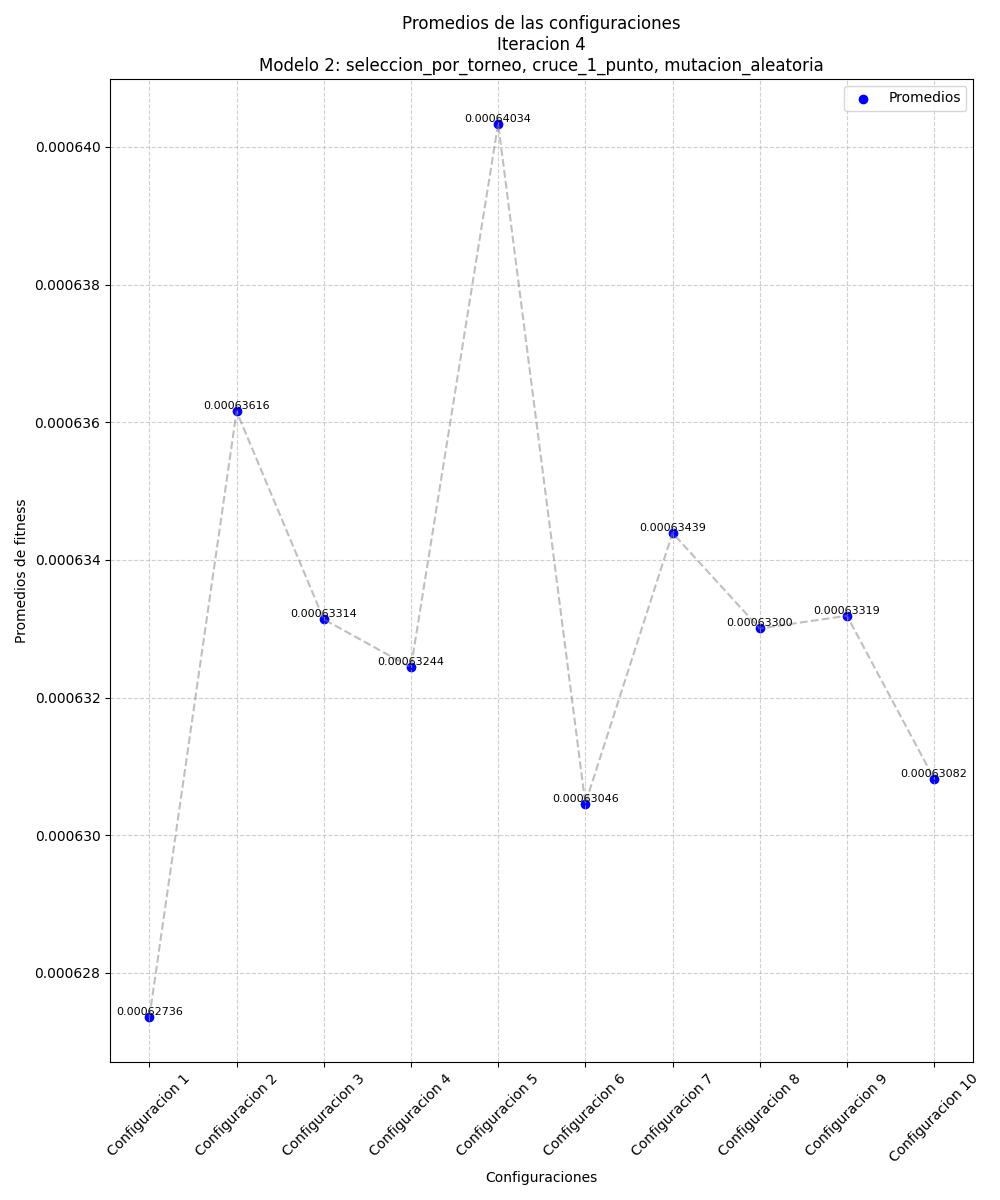 Promedios de las configuraciones
Iteracion 4
Modelo 2: seleccion_por_torneo, cruce_1_punto, mutacion_aleatoria
Promedios
0.000640
0.000638
0.000636
0.000634
0.000632
0.000630
0.000628
Promedios de fitness
0.00062736
0.00063616
0.00063314
0.00063244
0.00064034
0.00063046
0.00063439
0.00063300
0.00063319
0.00063082
Configuracion 1
Configuracion 2
Configuracion 3
Configuracion 4
Configuracion 5
Configuracion 6
Configuracion 7
Configuracion 8
Configuracion 9
Configuracion 10
Configuraciones